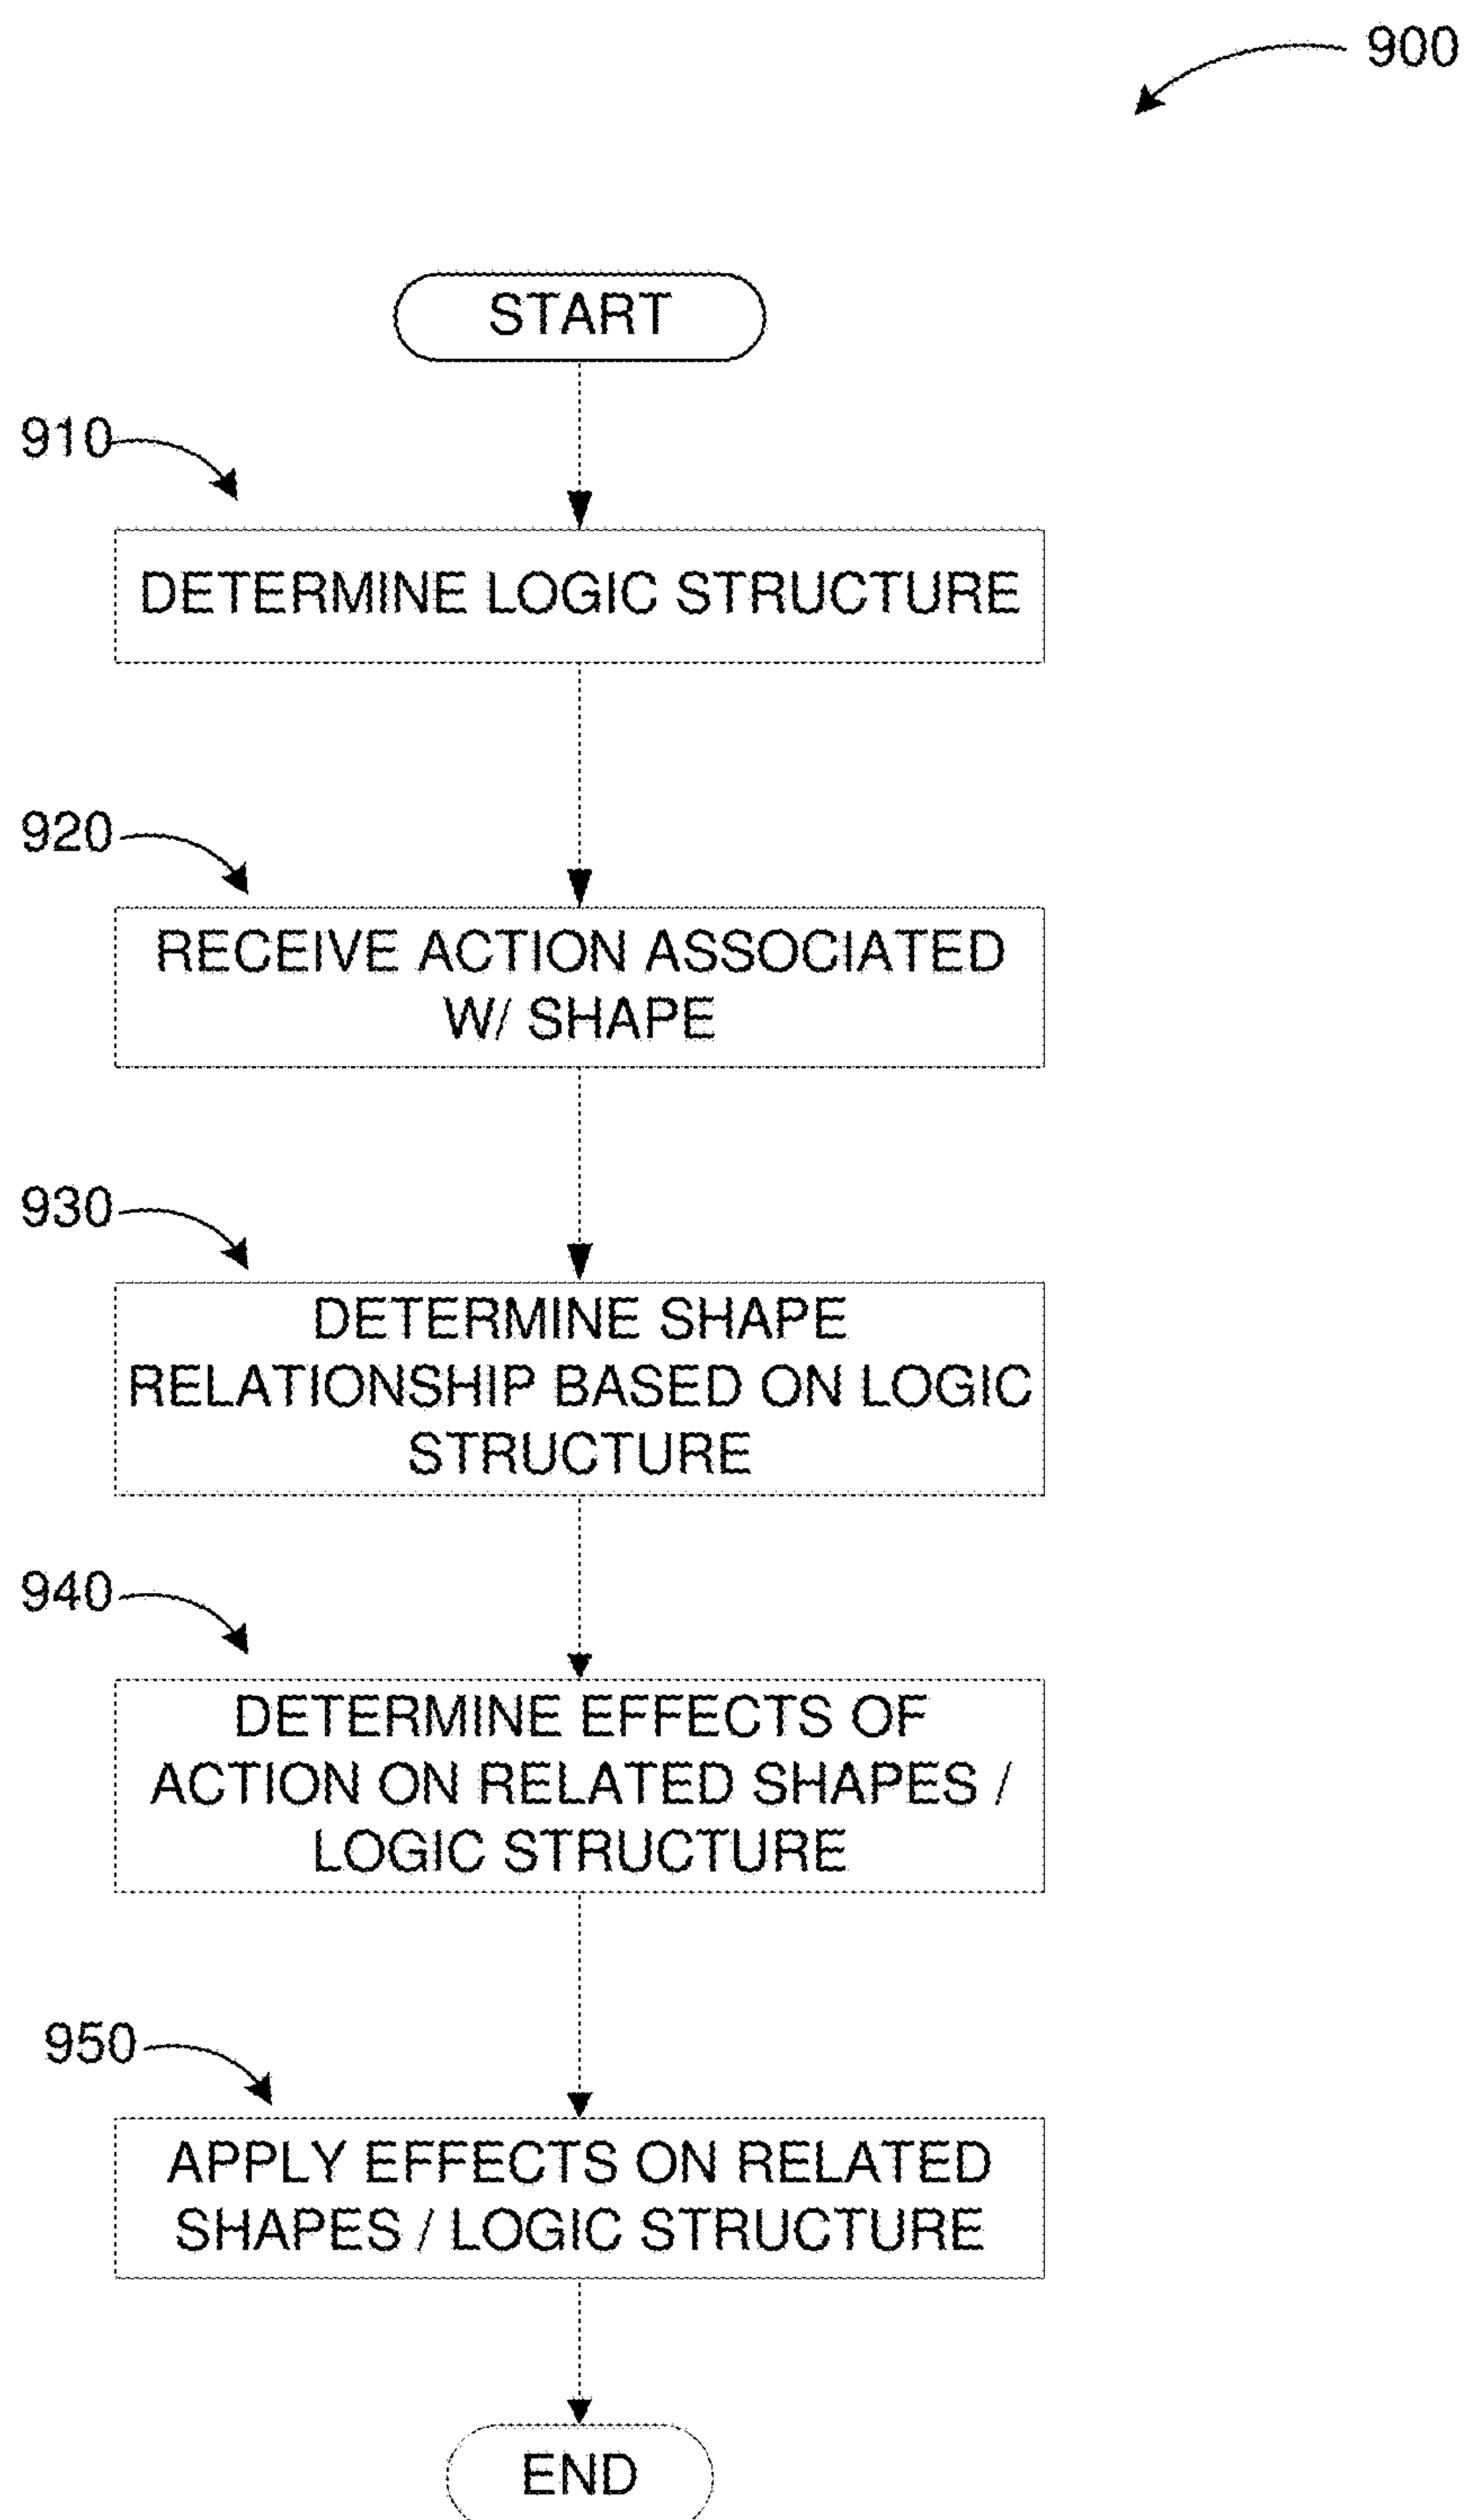 900
START
910
DETERMINE LOGIC STRUCTURE
920
RECEIVE ACTION ASSOCIATED
W/ SHAPE
930
DETERMINE SHAPE
RELATIONSHIP BASED ON LOGIC
STRUCTURE
940
DETERMINE EFFECTS OF
ACTION ON RELATED SHAPES /
LOGIC STRUCTURE
950
APPLY EFFECTS ON RELATED
SHAPES / LOGIC STRUCTURE
END